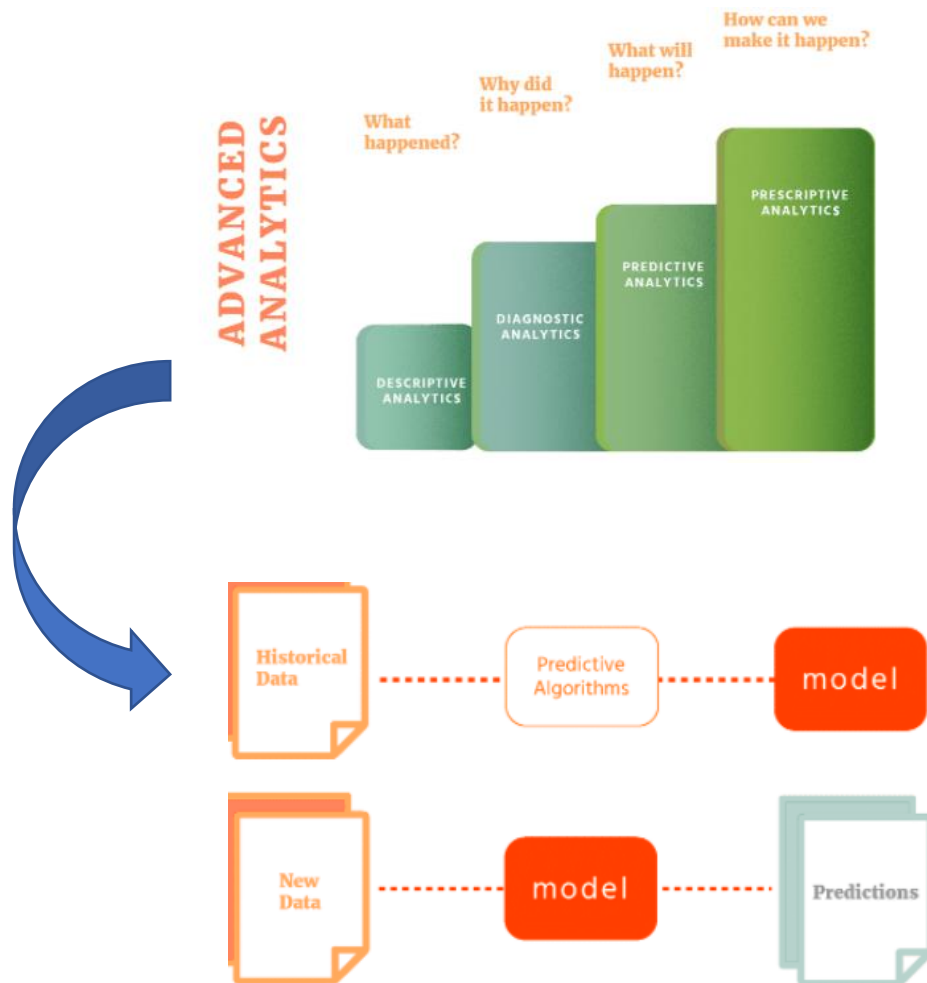 How can we
make it happen?
What will
happen?
Why did
it happen?
What
happened?
ADVANCED
ANALYTICS
PRESCRIPTIVE
ANALYTICS
PREDICTIVE
ANALYTICS
DIAGNOSTIC
ANALYTICS
DESCRIPTIVE
ANALYTICS
Historical
Data
Predictive
Algorithms
model
New
Data
model
Predictions